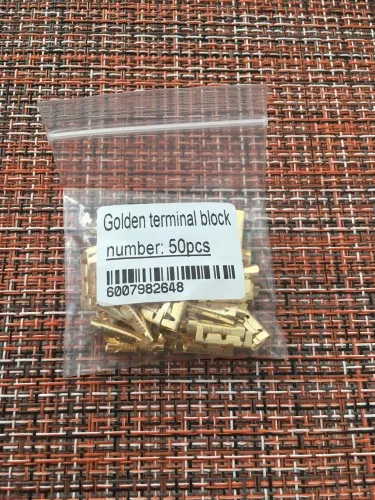 Golden terminal block
number: 50pcs
6007982648